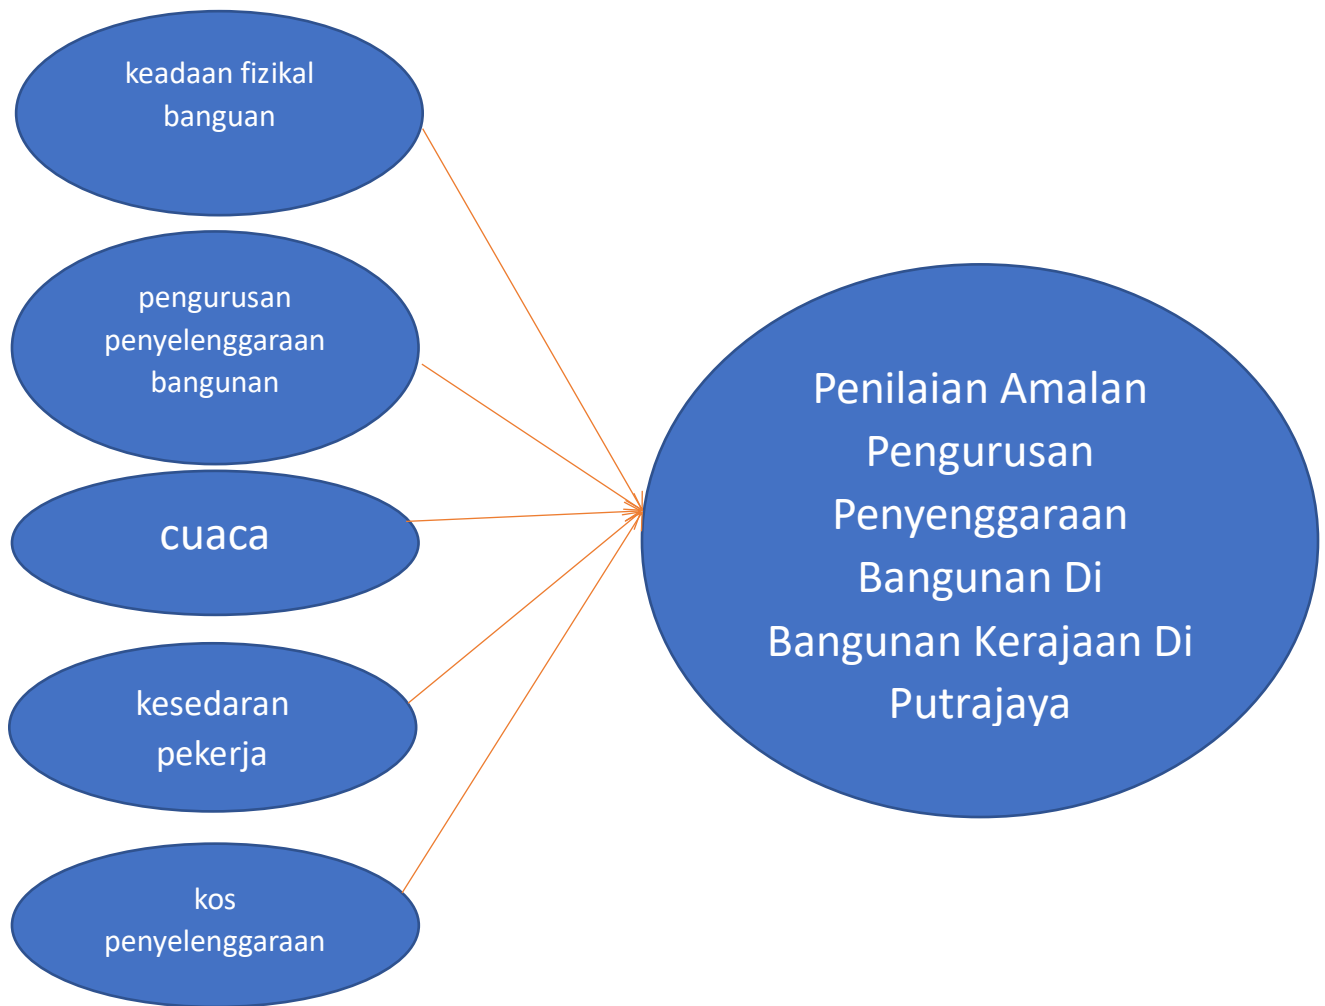 keadaan fizikal
banguan
pengurusan
penyelenggaraan
bangunan
cuaca
kesedaran
pekerja
kos
penyelenggaraan
Penilaian Amalan
Pengurusan
Penyenggaraan
Bangunan Di
Bangunan Kerajaan Di
Putrajaya